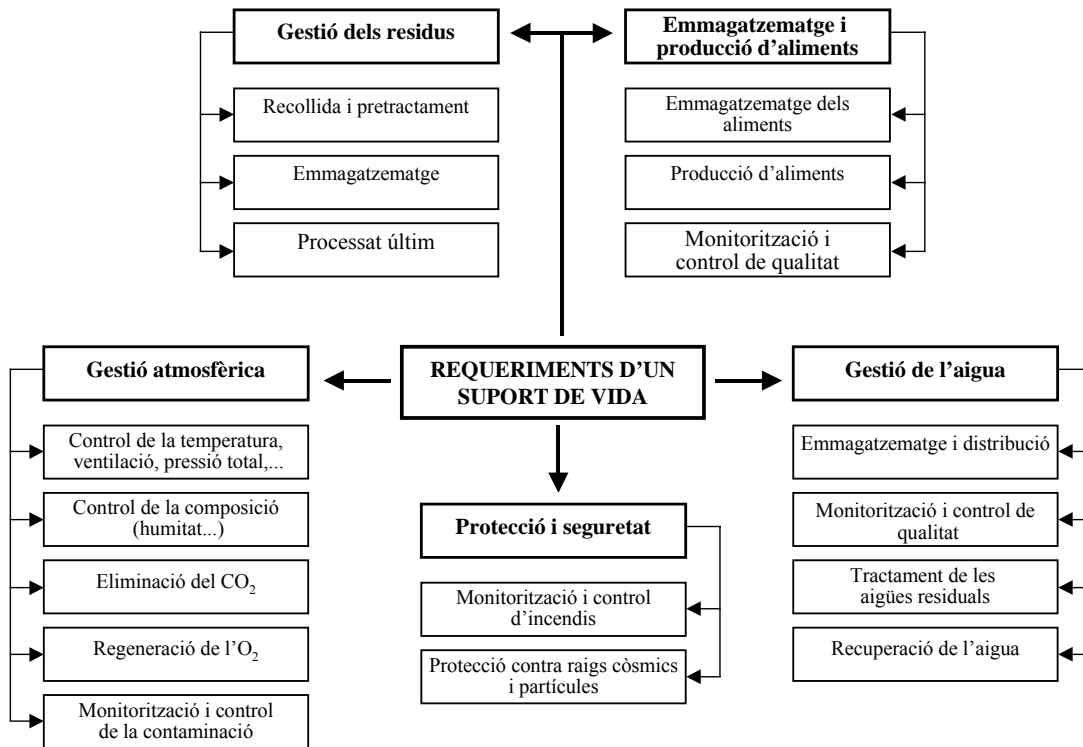 Gestió dels residus
Recollida i pretractament
Emmagatzematge
Processat últim
Emmagatzematge i
producció d’aliments
Emmagatzematge dels
aliments
Producció d’aliments
Monitorització i
control de qualitat
REQUERIMENTS D’UN
SUPORT DE VIDA
Gestió atmosfèrica
Control de la temperatura,
ventilació, pressió total,...
Control de la composició
(humitat...)
Eliminació del CO₂
Regeneració de l’O₂
Monitorització i control
de la contaminació
Protecció i seguretat
Monitorització i control
d’incendis
Protecció contra raigs còsmics
i partícules
Gestió de l’aigua
Emmagatzematge i distribució
Monitorització i control de
qualitat
Tractament de les
aigües residuals
Recuperació de l’aigua